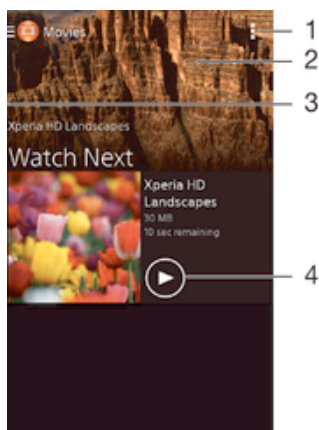 Movies
1
2
3
Xperia HD Landscapes
Watch Next
Xperia HD
Landscapes
30 MB
10 sec remaining
4